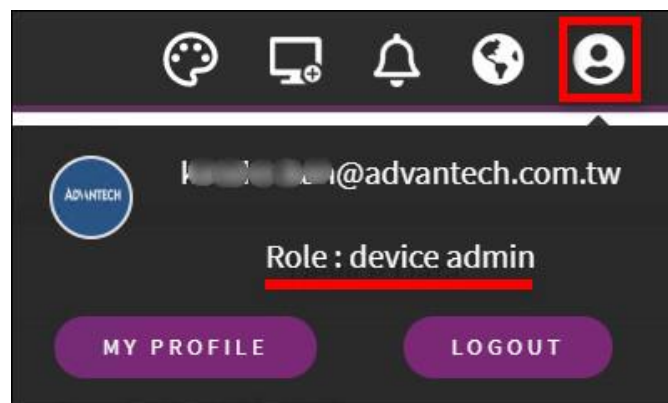 @advantech.com.tw
ADVANTECH
Role : device admin
MY PROFILE
LOGOUT